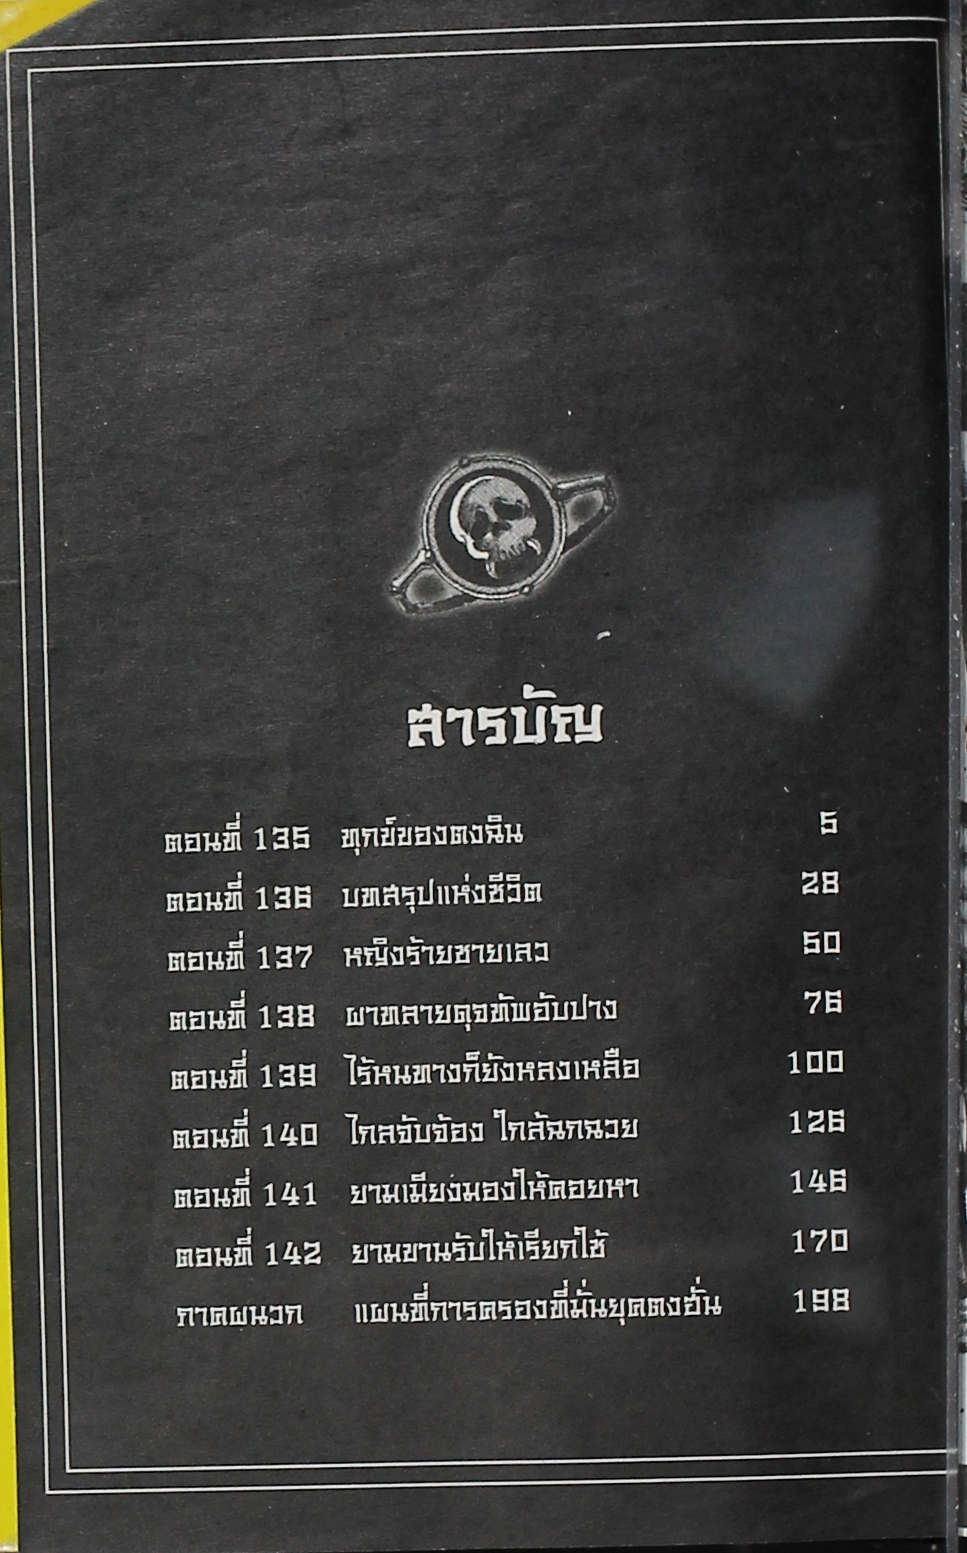 สารบัญ
ตอนที่ 135 ทุกข์ของตงฉิน 5
ตอนที่ 136 บทสรุปแห่งชีวิต 28
ตอนที่ 137 หญิงร้ายชายเลว 50
ตอนที่ 138 ผาทลายดุจทัพอับปาง 76
ตอนที่ 139 ไร้หนทางก็ยังหลงเหลือ 100
ตอนที่ 140 ไกลจับจ้อง ใกล้ฉกฉวย 126
ตอนที่ 141 ยามเมียงมองให้คอยหา 146
ตอนที่ 142 ยามขานรับให้เรียกใช้ 170
ภาคผนวก แผนที่การครองที่มั่นยุคตงฮั่น 198